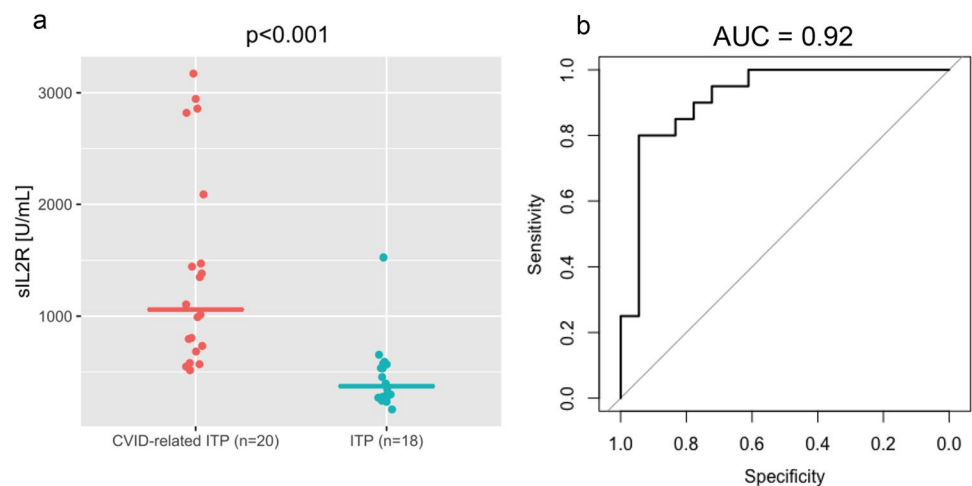 a
p<0.001
sIL2R [U/mL]
3000
2000
1000
CVID-related ITP (n=20)
ITP (n=18)
b
AUC = 0.92
Sensitivity
1.0
0.8
0.6
0.4
0.2
0.0
1.0 0.8 0.6 0.4 0.2 0.0
Specificity